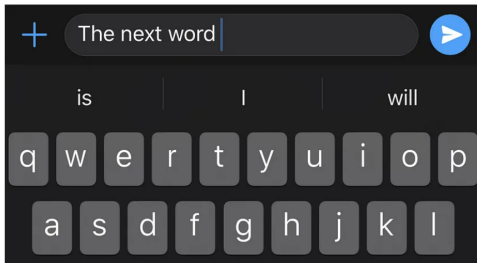 The next word
is I will
q w e r t y u i o p
a s d f g h j k l